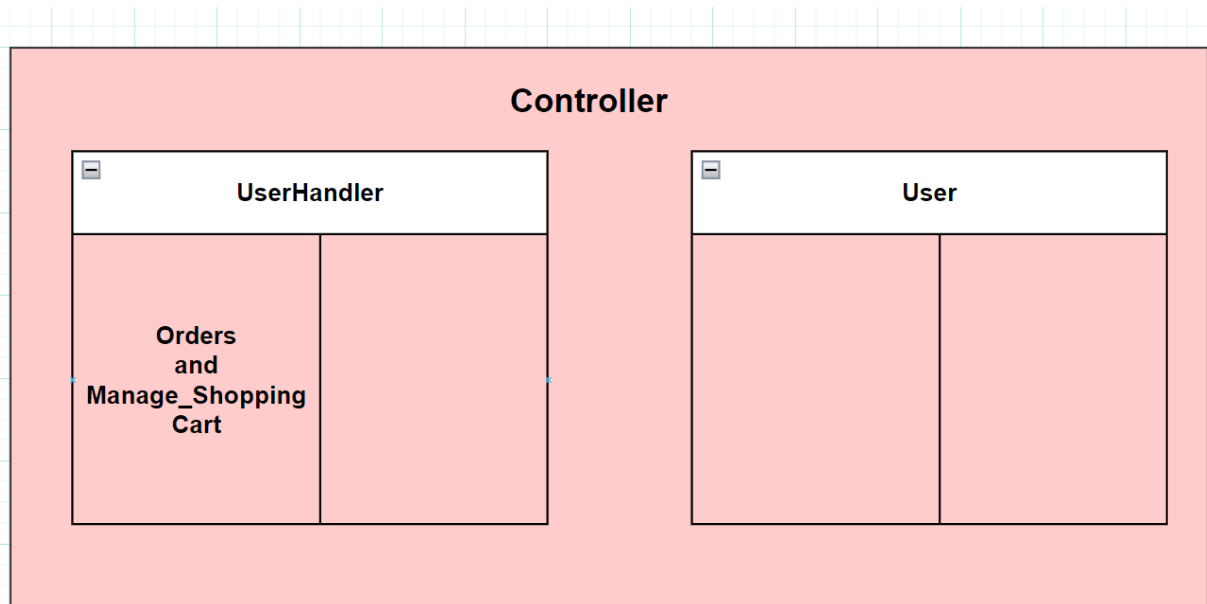 Controller
UserHandler
User
Orders
and
Manage_Shopping
Cart